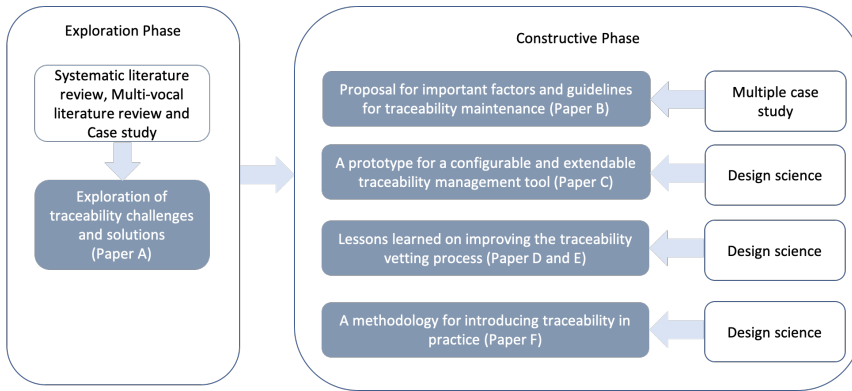 Exploration Phase
Systematic literature
review, Multi-vocal
literature review and
Case study
Exploration of
traceability challenges
and solutions
(Paper A)
Constructive Phase
Proposal for important factors and guidelines
for traceability maintenance (Paper B)
Multiple case
study
A prototype for a configurable and extendable
traceability management tool (Paper C)
Design science
Lessons learned on improving the traceability
vetting process (Paper D and E)
Design science
A methodology for introducing traceability in
practice (Paper F)
Design science